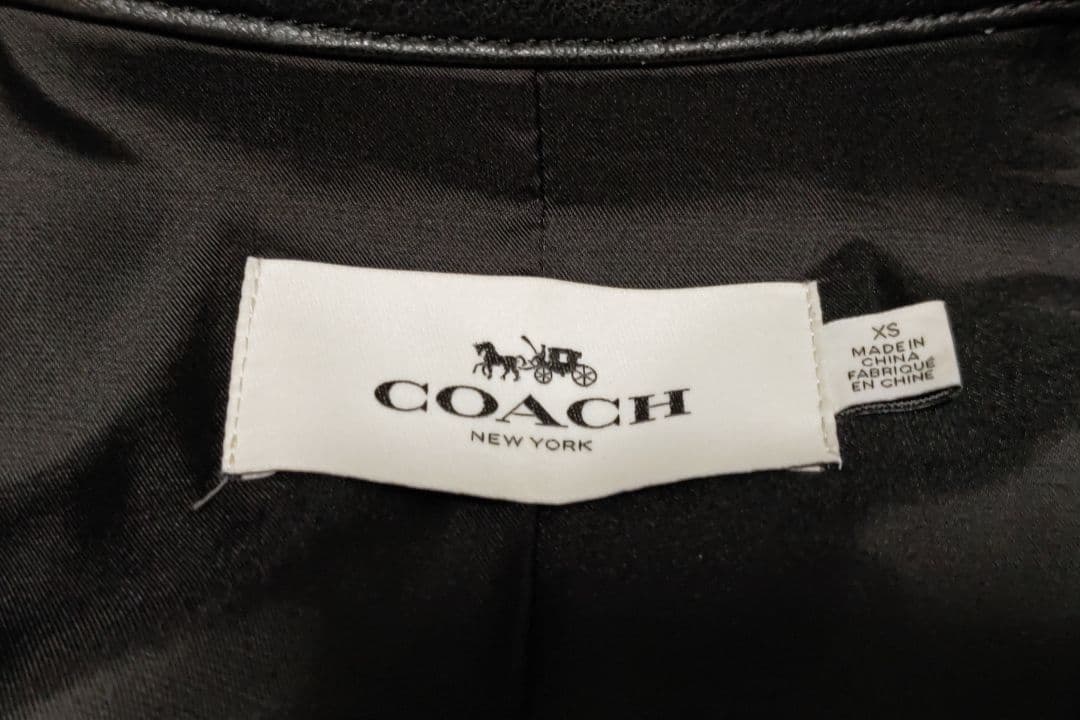 COACH
NEW YORK
XS
MADE IN
CHINA
FABRIQUÉ
EN CHINE